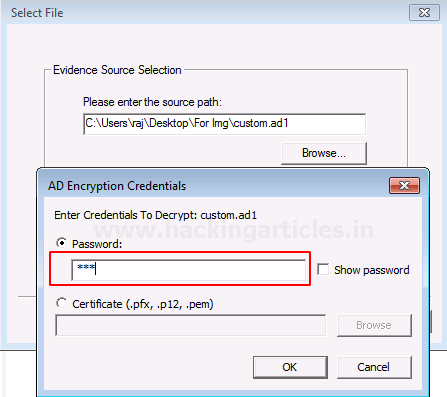 Select File
Evidence Source Selection
Please enter the source path:
C:\Users\raj\Desktop\For Img\custom.ad1
Browse...
AD Encryption Credentials
Enter Credentials To Decrypt: custom.ad1
www.hackingarticles.in
Password:
***
Show password
Certificate (.pfx, .p12, .pem)
Browse
OK
Cancel